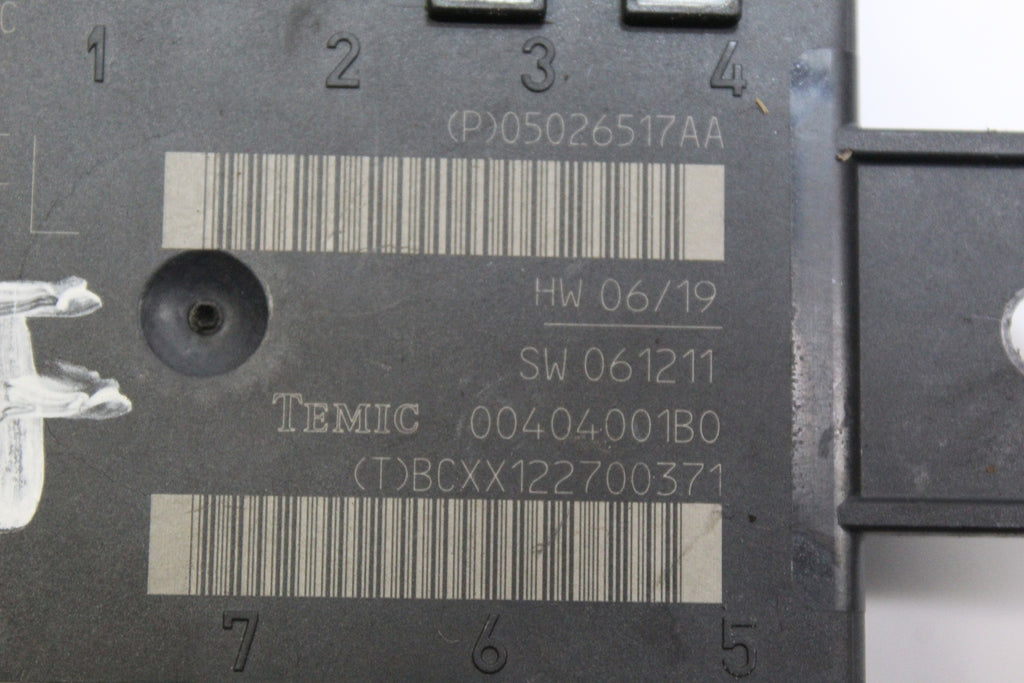 C
1 2 3 4
(P)05026517AA
HW 06/19
SW 061211
TEMIC 00404001B0
(T)BCXX122700371
7 6 5